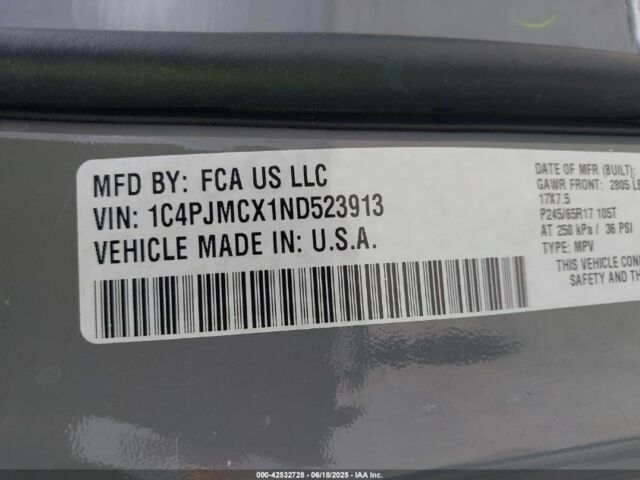 MFD BY: FCA US LLC
VIN: 1C4PJMCX1ND523913
VEHICLE MADE IN: U.S.A.
DATE OF MFR (BUILT):
GAWR FRONT: 2805 LB
17X7.5
P245/65R17 105T
AT 250 kPa / 36 PSI
TYPE: MPV
THIS VEHICLE CON
SAFETY AND TH
000-42532728 - 06/18/2025 - IAA Inc.